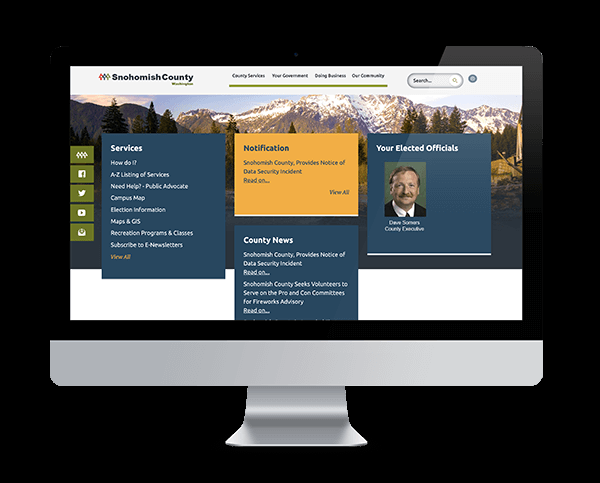 Snohomish County
Washington
County Services Your Government Doing Business Our Community
Search...
Services
How do I?
A-Z Listing of Services
Need Help? - Public Advocate
Campus Map
Election Information
Maps & GIS
Recreation Programs & Classes
Subscribe to E-Newsletters
View All
Notification
Snohomish County, Provides Notice of
Data Security Incident
Read on...
View All
County News
Snohomish County, Provides Notice of
Data Security Incident
Read on...
Snohomish County Seeks Volunteers to
Serve on the Pro and Con Committees
for Fireworks Advisory
Read on...
Your Elected Officials
Dave Somers
County Executive